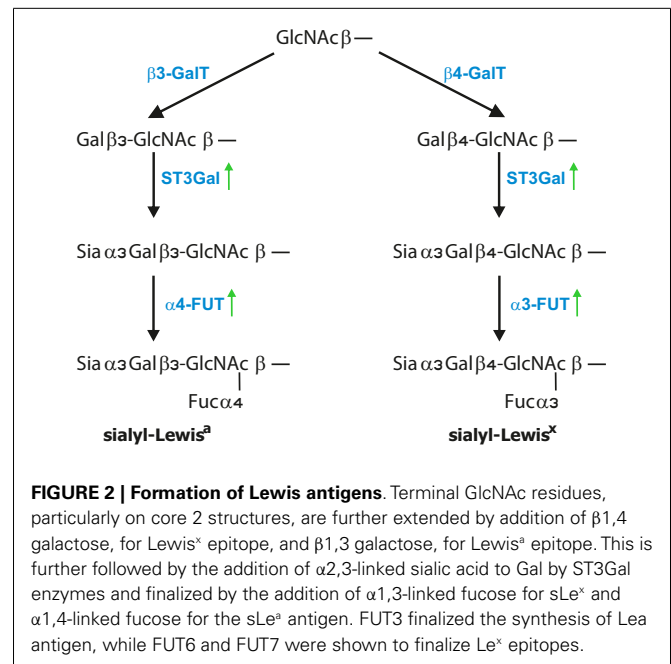 GlcNAc β —
β3-GalT β4-GalT
Galβ3-GlcNAc β — Galβ4-GlcNAc β —
ST3Gal ↑ ST3Gal ↑
Sia α3 Galβ3-GlcNAc β — Sia α3 Galβ4-GlcNAc β —
α4-FUT ↑ α3-FUT ↑
Sia α3 Galβ3-GlcNAc β — Sia α3 Galβ4-GlcNAc β —
Fucα4 Fucα3
sialyl-Lewisᵃ sialyl-Lewisˣ
FIGURE 2 | Formation of Lewis antigens. Terminal GlcNAc residues,
particularly on core 2 structures, are further extended by addition of β1,4
galactose, for Lewisˣ epitope, and β1,3 galactose, for Lewisᵃ epitope. This is
further followed by the addition of α2,3-linked sialic acid to Gal by ST3Gal
enzymes and finalized by the addition of α1,3-linked fucose for sLeˣ and
α1,4-linked fucose for the sLeᵃ antigen. FUT3 finalized the synthesis of Lea
antigen, while FUT6 and FUT7 were shown to finalize Leˣ epitopes.